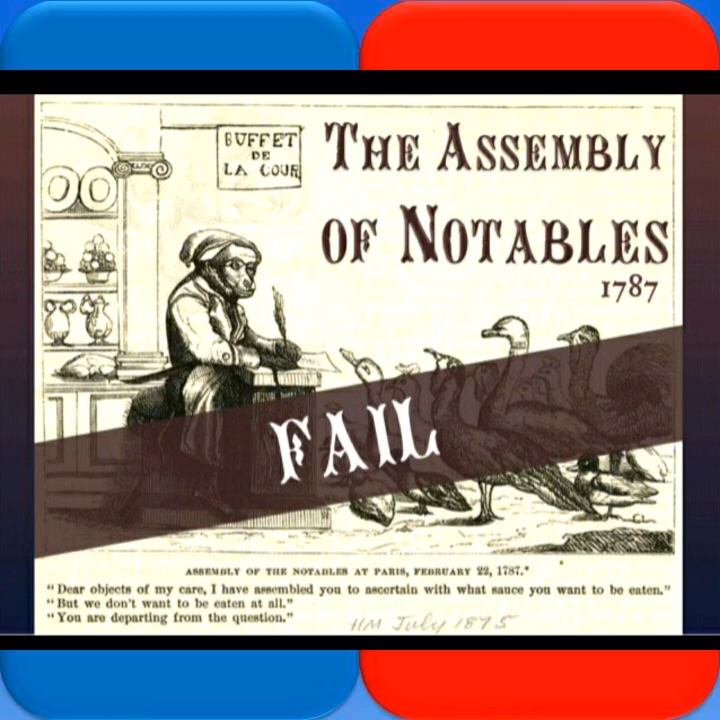 BUFFET
DE
LA COUR
THE ASSEMBLY
OF NOTABLES
1787
FAIL
ASSEMBLY OF THE NOTABLES AT PARIS, FEBRUARY 22, 1787.*
"Dear objects of my care, I have assembled you to ascertain with what sauce you want to be eaten."
"But we don't want to be eaten at all."
"You are departing from the question."
HM July 1875